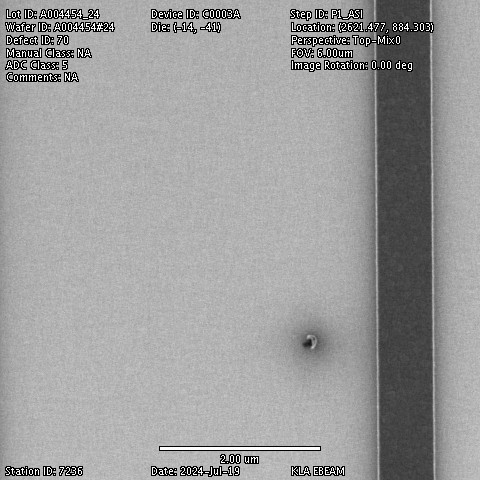 Lot ID: A004454_24 Device ID: C0003A Step ID: P1_ASI
Wafer ID: A004454#24 Die: (-14, -41) Location: (2621.477, 884.303)
Defect ID: 70 Perspective: Top-Mix0
Manual Class: NA FOV: 6.00um
ADC Class: 5 Image Rotation: 0.00 deg
Comments: NA
2.00 um
Station ID: 7236 Date: 2024-Jul-19 KLA EBEAM